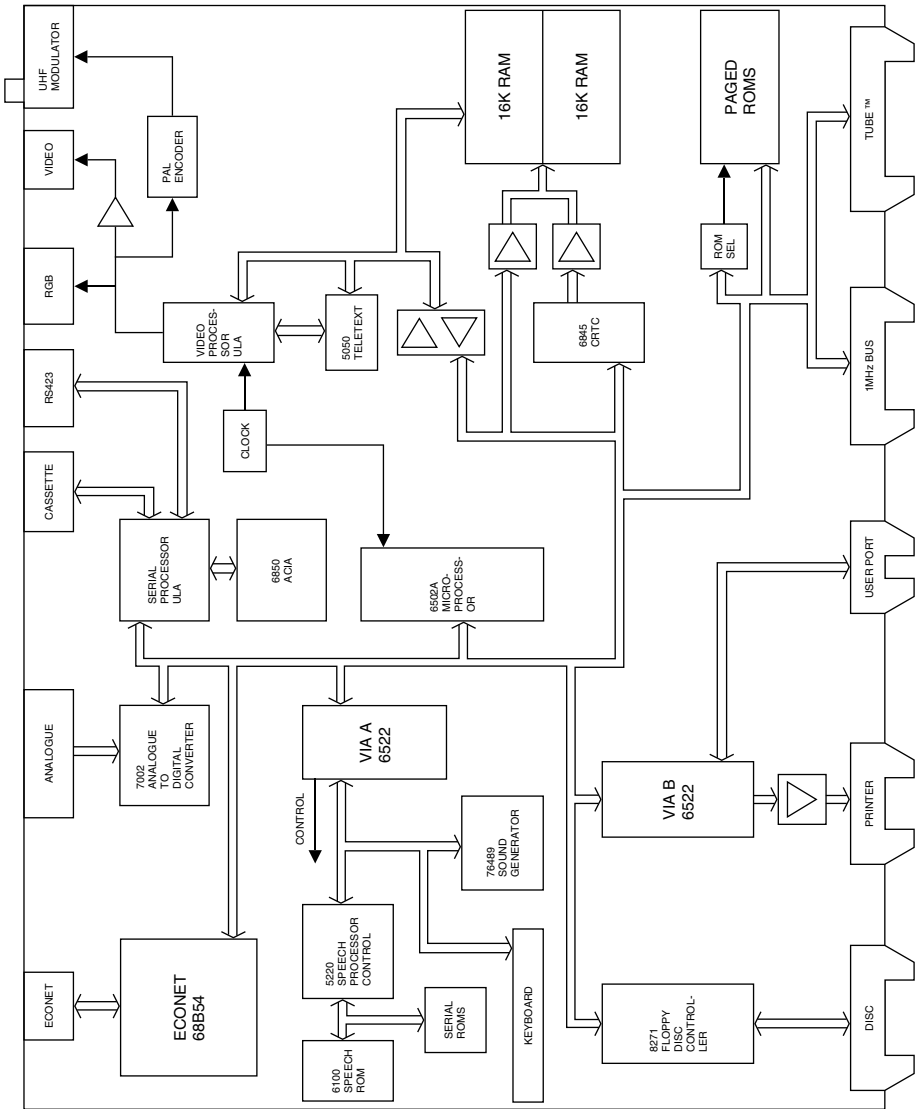 ECONET
ANALOGUE
CASSETTE
RS423
RGB
VIDEO
UHF
MODULATOR
ECONET
68B54
7002
ANALOGUE
TO
DIGITAL
CONVERTER
SERIAL
PROCESSOR
ULA
6850
ACIA
CLOCK
VIDEO
PROCES-
SOR
ULA
5050
TELETEXT
PAL
ENCODER
6100
SPEECH
ROM
SERIAL
ROMS
5220
SPEECH
PROCESSOR
CONTROL
CONTROL
VIA A
6522
76489
SOUND
GENERATOR
KEYBOARD
6502A
MICRO-
PROCESS-
OR
6845
CRTC
16K RAM
16K RAM
8271
FLOPPY
DISC
CONTROL-
LER
VIA B
6522
ROM
SEL
PAGED
ROMS
DISC
PRINTER
USER PORT
1MHz BUS
TUBE™